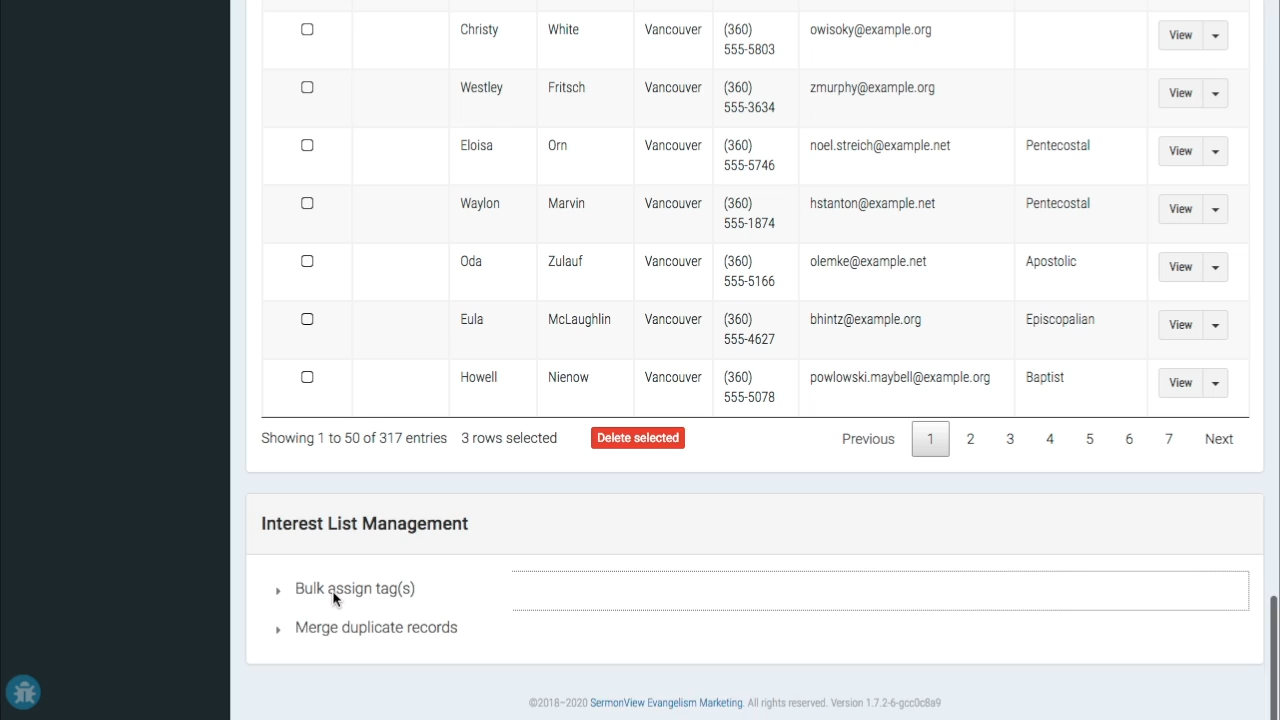 Christy White Vancouver (360) 555-5803 owisoky@example.org View
Westley Fritsch Vancouver (360) 555-3634 zmurphy@example.org View
Eloisa Orn Vancouver (360) 555-5746 noel.streich@example.net Pentecostal View
Waylon Marvin Vancouver (360) 555-1874 hstanton@example.net Pentecostal View
Oda Zulauf Vancouver (360) 555-5166 olemke@example.net Apostolic View
Eula McLaughlin Vancouver (360) 555-4627 bhintz@example.org Episcopalian View
Howell Nienow Vancouver (360) 555-5078 powlowski.maybell@example.org Baptist View
Showing 1 to 50 of 317 entries 3 rows selected Delete selected Previous 1 2 3 4 5 6 7 Next
Interest List Management
Bulk assign tag(s)
Merge duplicate records
©2018–2020 SermonView Evangelism Marketing. All rights reserved. Version 1.7.2-6-gcc0c8a9